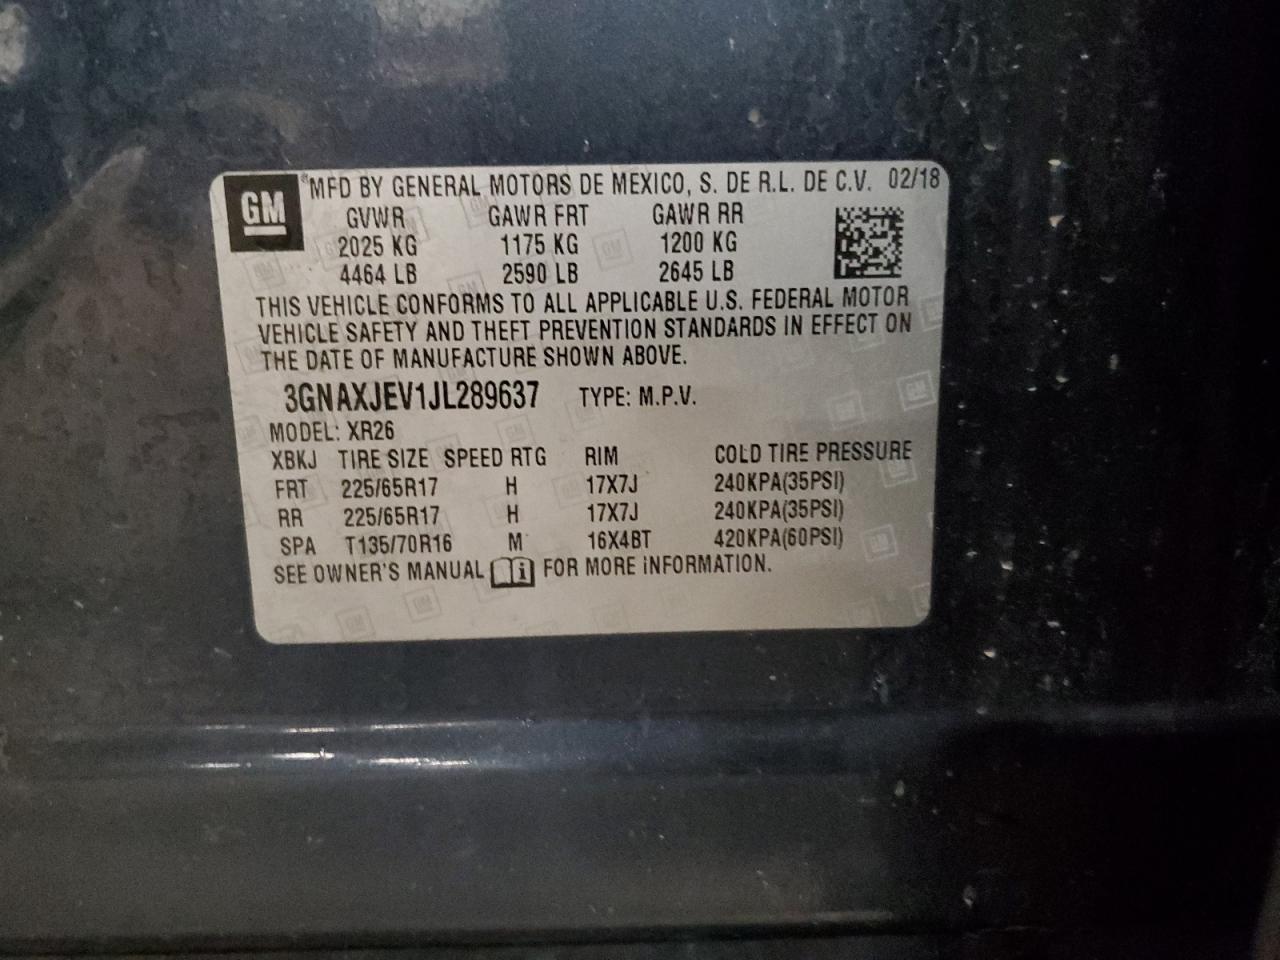 GM ® MFD BY GENERAL MOTORS DE MEXICO, S. DE R.L. DE C.V. 02/18
GVWR GAWR FRT GAWR RR
2025 KG 1175 KG 1200 KG
4464 LB 2590 LB 2645 LB
THIS VEHICLE CONFORMS TO ALL APPLICABLE U.S. FEDERAL MOTOR
VEHICLE SAFETY AND THEFT PREVENTION STANDARDS IN EFFECT ON
THE DATE OF MANUFACTURE SHOWN ABOVE.
3GNAXJEV1JL289637 TYPE: M.P.V.
MODEL: XR26
XBKJ TIRE SIZE SPEED RTG RIM COLD TIRE PRESSURE
FRT 225/65R17 H 17X7J 240KPA(35PSI)
RR 225/65R17 H 17X7J 240KPA(35PSI)
SPA T135/70R16 M 16X4BT 420KPA(60PSI)
SEE OWNER'S MANUAL i FOR MORE INFORMATION.